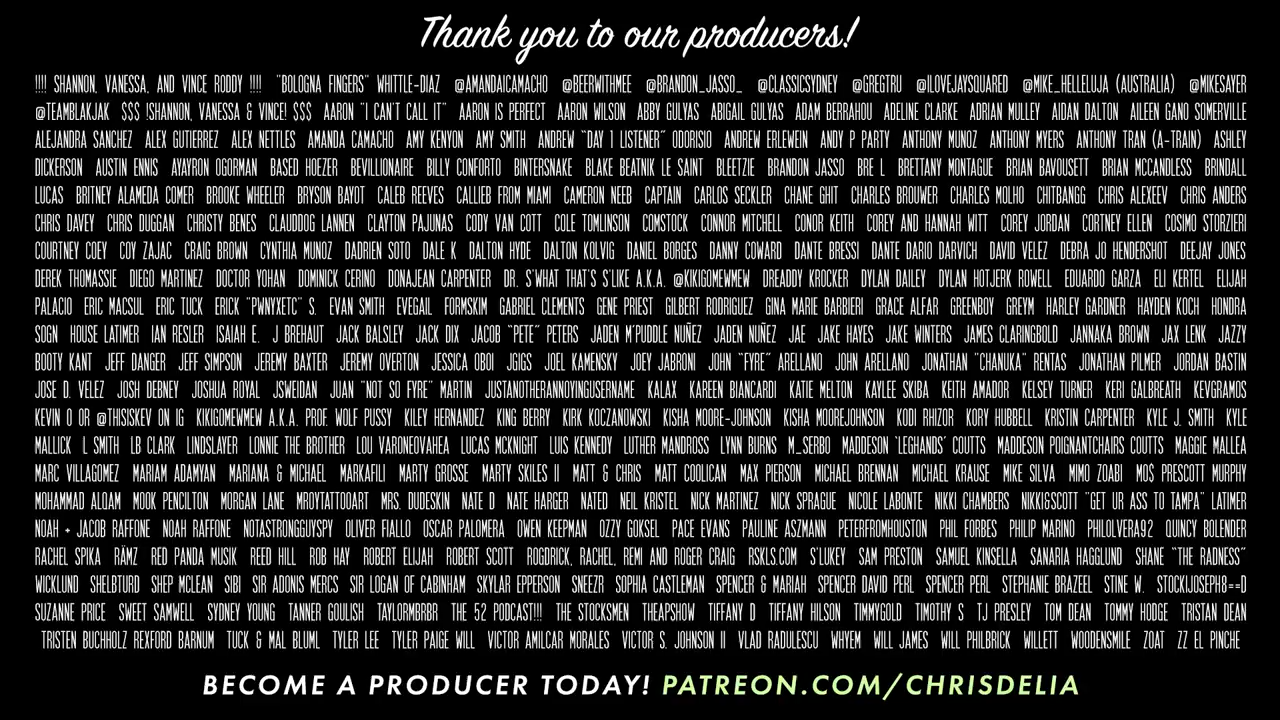 Thank you to our producers!
!!!! SHANNON, VANESSA, AND VINCE RODDY !!!! "BOLOGNA FINGERS" WHITTLE-DIAZ @AMANDAICAMACHO @BEERWITHMEE @BRANDON_JASSO_ @CLASSICSYDNEY @GREGTRU @ILOVEJAYSQUARED @MIKE_HELLELUJA (AUSTRALIA) @MIKESAYER
@TEAMBLAKJAK $$$ !SHANNON, VANESSA & VINCE! $$$ AARON "I CAN'T CALL IT" AARON IS PERFECT AARON WILSON ABBY GULYAS ABIGAIL GULYAS ADAM BERRAHOU ADELINE CLARKE ADRIAN MULLEY AIDAN DALTON AILEEN GANO SOMERVILLE
ALEJANDRA SANCHEZ ALEX GUTIERREZ ALEX NETTLES AMANDA CAMACHO AMY KENYON AMY SMITH ANDREW "DAY 1 LISTENER" ODORISIO ANDREW ERLEWEIN ANDY P PARTY ANTHONY MUNOZ ANTHONY MYERS ANTHONY TRAN (A-TRAIN) ASHLEY
DICKERSON AUSTIN ENNIS AYAYRON OGORMAN BASED HOEZER BEVILLIONAIRE BILLY CONFORTO BINTERSNAKE BLAKE BEATNIK LE SAINT BLEETZIE BRANDON JASSO BRE L BRETTANY MONTAGUE BRIAN BAVOUSETT BRIAN MCCANDLESS BRINDALL
LUCAS BRITNEY ALAMEDA COMER BROOKE WHEELER BRYSON BAYOT CALEB REEVES CALLIEB FROM MIAMI CAMERON NEEB CAPTAIN CARLOS SECKLER CHANE GHIT CHARLES BROUWER CHARLES MOLHO CHITBANGG CHRIS ALEXEEV CHRIS ANDERS
CHRIS DAVEY CHRIS DUGGAN CHRISTY BENES CLAUDDOG LANNEN CLAYTON PAJUNAS CODY VAN COTT COLE TOMLINSON COMSTOCK CONNOR MITCHELL CONOR KEITH COREY AND HANNAH WITT COREY JORDAN CORTNEY ELLEN COSIMO STORZIERI
COURTNEY COEY COY ZAJAC CRAIG BROWN CYNTHIA MUNOZ DADRIEN SOTO DALE K DALTON HYDE DALTON KOLVIG DANIEL BORGES DANNY COWARD DANTE BRESSI DANTE DARIO DARVICH DAVID VELEZ DEBRA JO HENDERSHOT DEEJAY JONES
DEREK THOMASSIE DIEGO MARTINEZ DOCTOR YOHAN DOMINICK CERINO DONAJEAN CARPENTER DR. S'WHAT THAT'S S'LIKE A.K.A. @KIKIGOMEWMEW DREADDY KROCKER DYLAN DAILEY DYLAN HOTJERK ROWELL EDUARDO GARZA ELI KERTEL ELIJAH
PALACIO ERIC MACSUL ERIC TUCK ERICK "PWNYXETC" S. EVAN SMITH EVEGAIL FORMSKIM GABRIEL CLEMENTS GENE PRIEST GILBERT RODRIGUEZ GINA MARIE BARBIERI GRACE ALFAR GREENBOY GREYM HARLEY GARDNER HAYDEN KOCH HONDRA
SOGN HOUSE LATIMER IAN RESLER ISAIAH E. J BREHAUT JACK BALSLEY JACK DIX JACOB "PETE" PETERS JADEN M'PUDDLE NUÑEZ JADEN NUÑEZ JAE JAKE HAYES JAKE WINTERS JAMES CLARINGBOLD JANNAKA BROWN JAX LENK JAZZY
BOOTY KANT JEFF DANGER JEFF SIMPSON JEREMY BAXTER JEREMY OVERTON JESSICA OBOI JGIGS JOEL KAMENSKY JOEY JABRONI JOHN "FYRE" ARELLANO JOHN ARELLANO JONATHAN "CHANUKA" RENTAS JONATHAN PILMER JORDAN BASTIN
JOSE D. VELEZ JOSH DEBNEY JOSHUA ROYAL JSWEIDAN JUAN "NOT SO FYRE" MARTIN JUSTANOTHERANNOYINGUSERNAME KALAX KAREEN BIANCARDI KATIE MELTON KAYLEE SKIBA KEITH AMADOR KELSEY TURNER KERI GALBREATH KEVGRAMOS
KEVIN O OR @THISISKEV ON IG KIKIGOMEWMEW A.K.A. PROF. WOLF PUSSY KILEY HERNANDEZ KING BERRY KIRK KOCZANOWSKI KISHA MOORE-JOHNSON KISHA MOOREJOHNSON KODI RHIZOR KORY HUBBELL KRISTIN CARPENTER KYLE J. SMITH KYLE
MALLICK L SMITH LB CLARK LINDSLAYER LONNIE THE BROTHER LOU VARONEOVAHEA LUCAS MCKNIGHT LUIS KENNEDY LUTHER MANDROSS LYNN BURNS M_SERBO MADDESON 'LEGHANDS' COUTTS MADDESON POIGNANTCHAIRS COUTTS MAGGIE MALLEA
MARC VILLAGOMEZ MARIAM ADAMYAN MARIANA & MICHAEL MARKAFILI MARTY GROSSE MARTY SKILES II MATT & CHRIS MATT COOLICAN MAX PIERSON MICHAEL BRENNAN MICHAEL KRAUSE MIKE SILVA MIMO ZOABI MO$ PRESCOTT MURPHY
MOHAMMAD ALQAM MOOK PENCILTON MORGAN LANE MROYTATTOOART MRS. DUDESKIN NATE D NATE HARGER NATED NEIL KRISTEL NICK MARTINEZ NICK SPRAGUE NICOLE LABONTE NIKKI CHAMBERS NIKKI&SCOTT "GET UR ASS TO TAMPA" LATIMER
NOAH + JACOB RAFFONE NOAH RAFFONE NOTASTRONGGUYSPY OLIVER FIALLO OSCAR PALOMERA OWEN KEEPMAN OZZY GOKSEL PACE EVANS PAULINE ASZMANN PETERFROMHOUSTON PHIL FORBES PHILIP MARINO PHILOLVERA92 QUINCY BOLENDER
RACHEL SPIKA RÄMZ RED PANDA MUSIK REED HILL ROB HAY ROBERT ELIJAH ROBERT SCOTT ROGDRICK, RACHEL, REMI AND ROGER CRAIG RSKLS.COM S'LUKEY SAM PRESTON SAMUEL KINSELLA SANARIA HAGGLUND SHANE "THE RADNESS"
WICKLUND SHELBTURD SHEP MCLEAN SIBI SIR ADONIS MERCS SIR LOGAN OF CABINHAM SKYLAR EPPERSON SNEEZR SOPHIA CASTLEMAN SPENCER & MARIAH SPENCER DAVID PERL SPENCER PERL STEPHANIE BRAZEEL STINE W. STOCKIJOSEPH8==D
SUZANNE PRICE SWEET SAMWELL SYDNEY YOUNG TANNER GOULISH TAYLORMBRBR THE 52 PODCAST!!! THE STOCKSMEN THEAPSHOW TIFFANY D TIFFANY HILSON TIMMYGOLD TIMOTHY S TJ PRESLEY TOM DEAN TOMMY HODGE TRISTAN DEAN
TRISTEN BUCHHOLZ REXFORD BARNUM TUCK & MAL BLUML TYLER LEE TYLER PAIGE WILL VICTOR AMILCAR MORALES VICTOR S. JOHNSON II VLAD RADULESCU WHYEM WILL JAMES WILL PHILBRICK WILLETT WOODENSMILE ZOAT ZZ EL PINCHE
BECOME A PRODUCER TODAY! PATREON.COM/CHRISDELIA